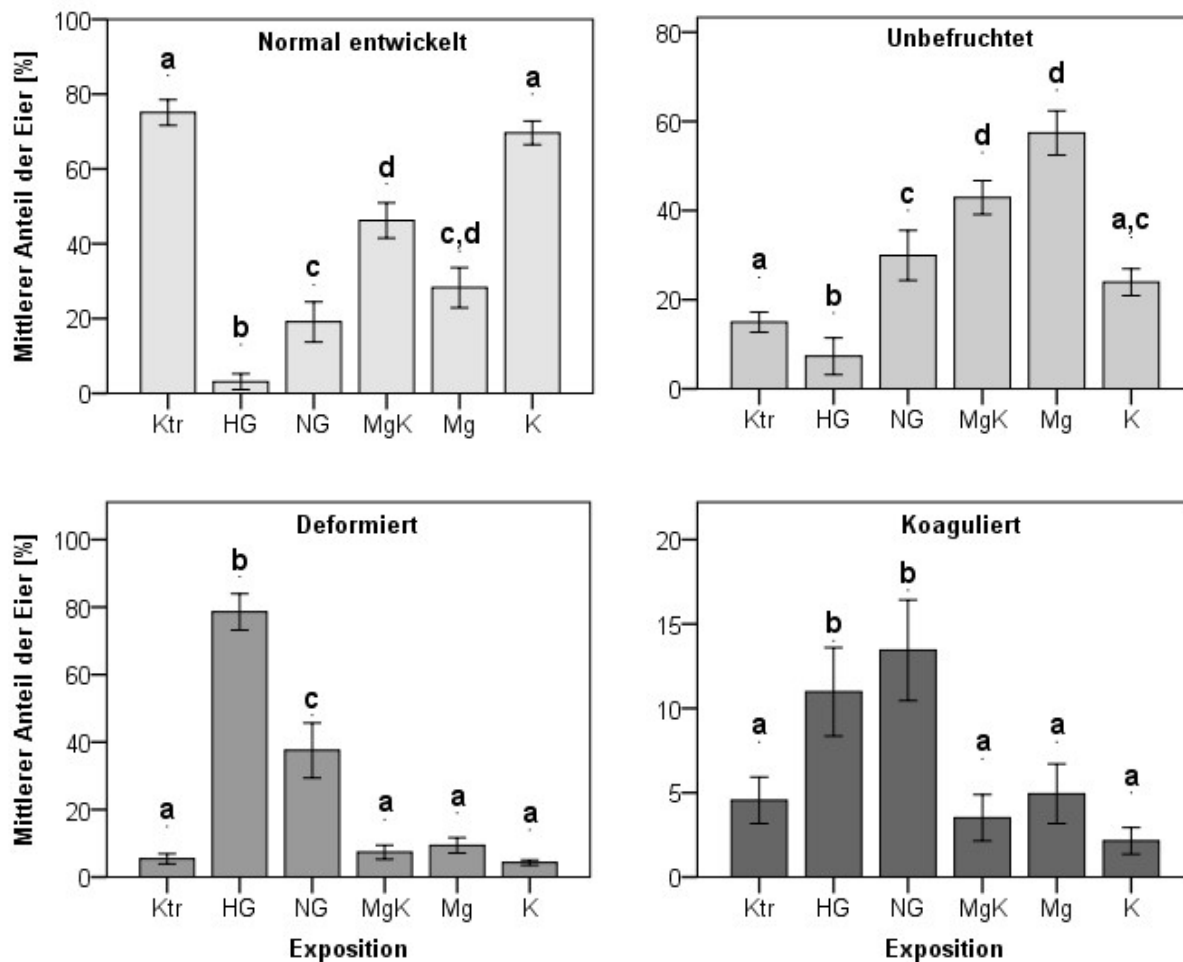 Normal entwickelt
Mittlerer Anteil der Eier [%]
100
80
60
40
20
0
a
b
c
d
c,d
a
Ktr HG NG MgK Mg K
Unbefruchtet
80
60
40
20
0
a
b
c
d
d
a,c
Ktr HG NG MgK Mg K
Deformiert
Mittlerer Anteil der Eier [%]
100
80
60
40
20
0
a
b
c
a
a
a
Ktr HG NG MgK Mg K
Exposition
Koaguliert
20
15
10
5
0
a
b
b
a
a
a
Ktr HG NG MgK Mg K
Exposition